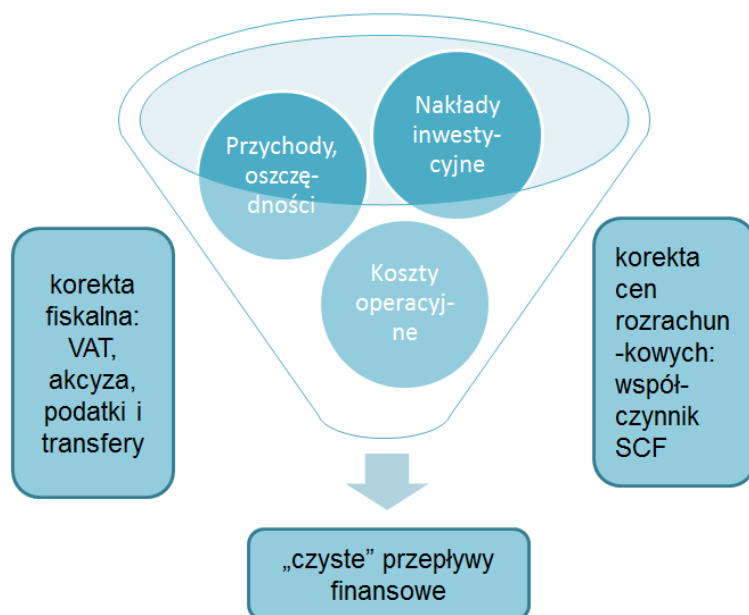 Przychody,
oszczę-
dności
Nakłady
inwesty-
cyjne
Koszty
operacyj-
ne
korekta
fiskalna:
VAT,
akcyza,
podatki i
transfery
korekta
cen
rozrachun
-kowych:
współ-
czynnik
SCF
„czyste” przepływy
finansowe